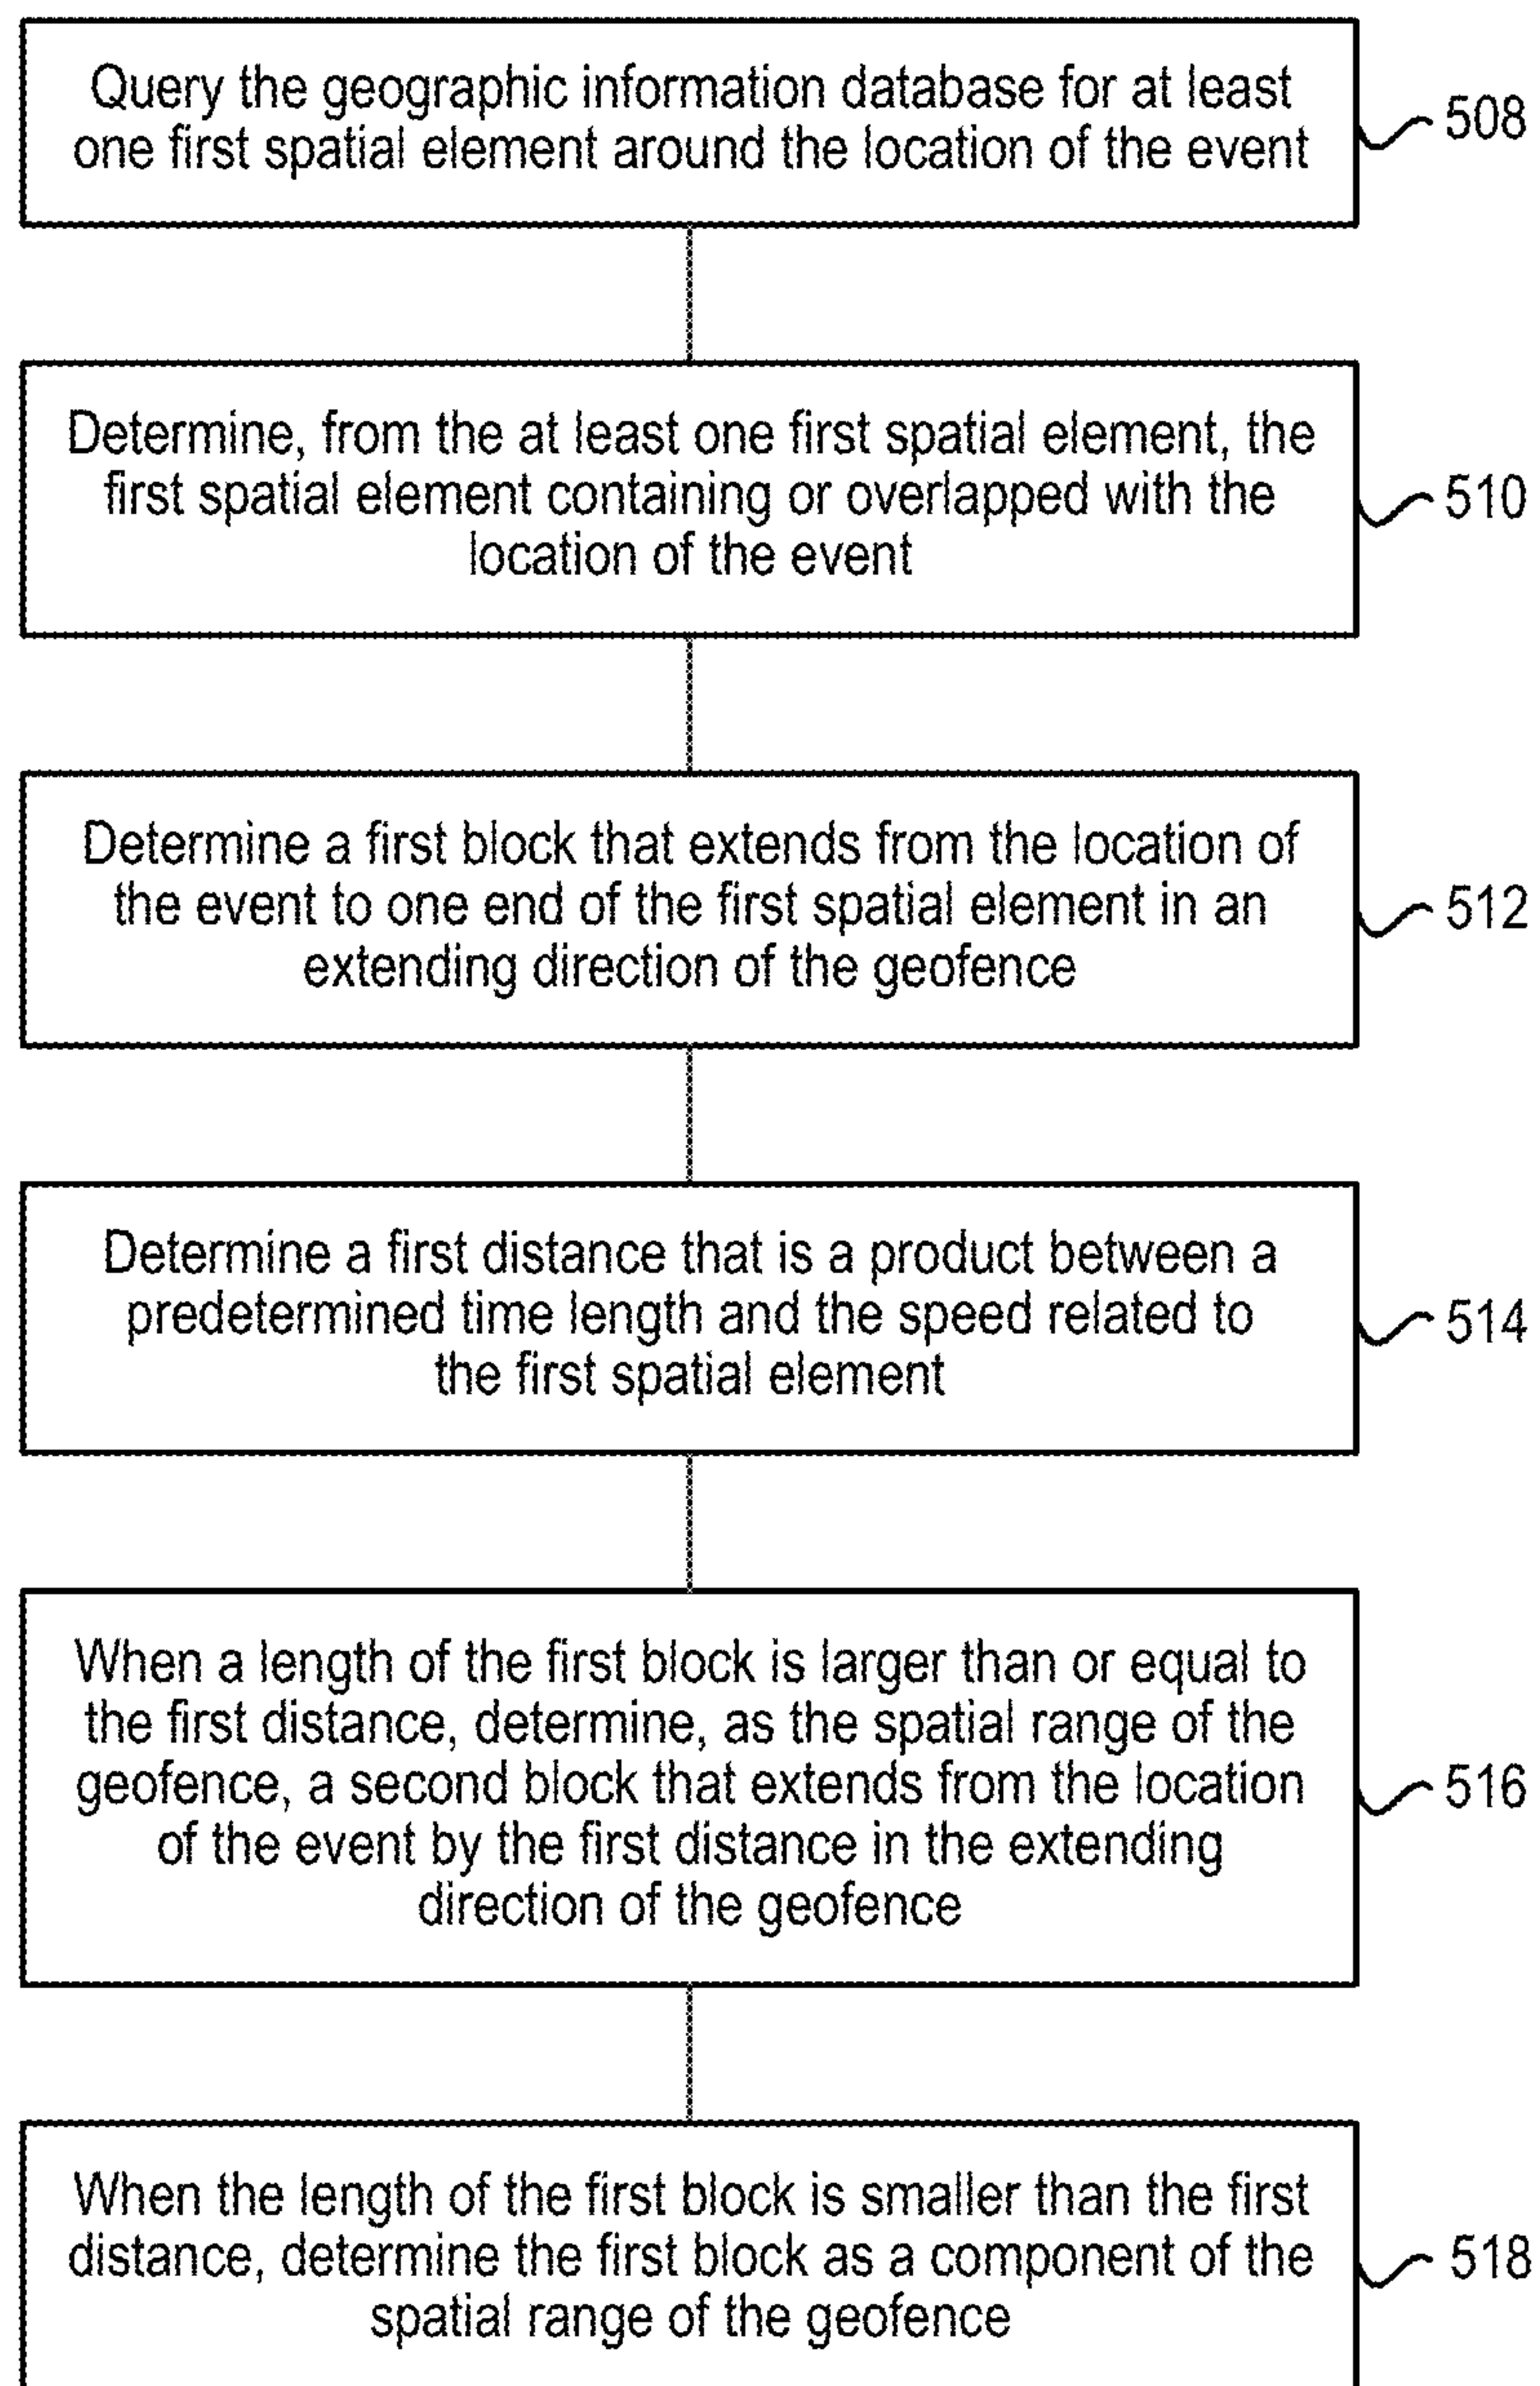 Query the geographic information database for at least
one first spatial element around the location of the event
508
Determine, from the at least one first spatial element, the
first spatial element containing or overlapped with the
location of the event
510
Determine a first block that extends from the location of
the event to one end of the first spatial element in an
extending direction of the geofence
512
Determine a first distance that is a product between a
predetermined time length and the speed related to
the first spatial element
514
When a length of the first block is larger than or equal to
the first distance, determine, as the spatial range of the
geofence, a second block that extends from the location
of the event by the first distance in the extending
direction of the geofence
516
When the length of the first block is smaller than the first
distance, determine the first block as a component of the
spatial range of the geofence
518